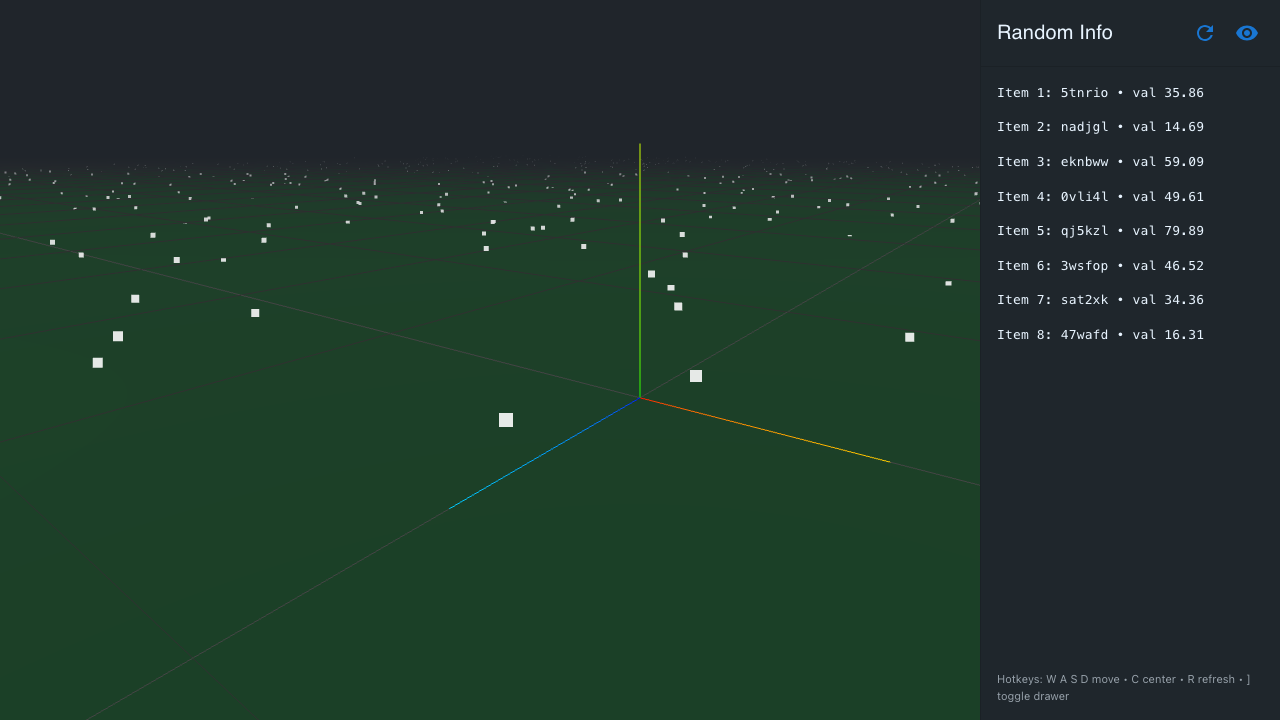 Random Info
Item 1: 5tnrio • val 35.86
Item 2: nadjgl • val 14.69
Item 3: eknbww • val 59.09
Item 4: 0vli4l • val 49.61
Item 5: qj5kzl • val 79.89
Item 6: 3wsfop • val 46.52
Item 7: sat2xk • val 34.36
Item 8: 47wafd • val 16.31
Hotkeys: W A S D move • C center • R refresh • ]
toggle drawer